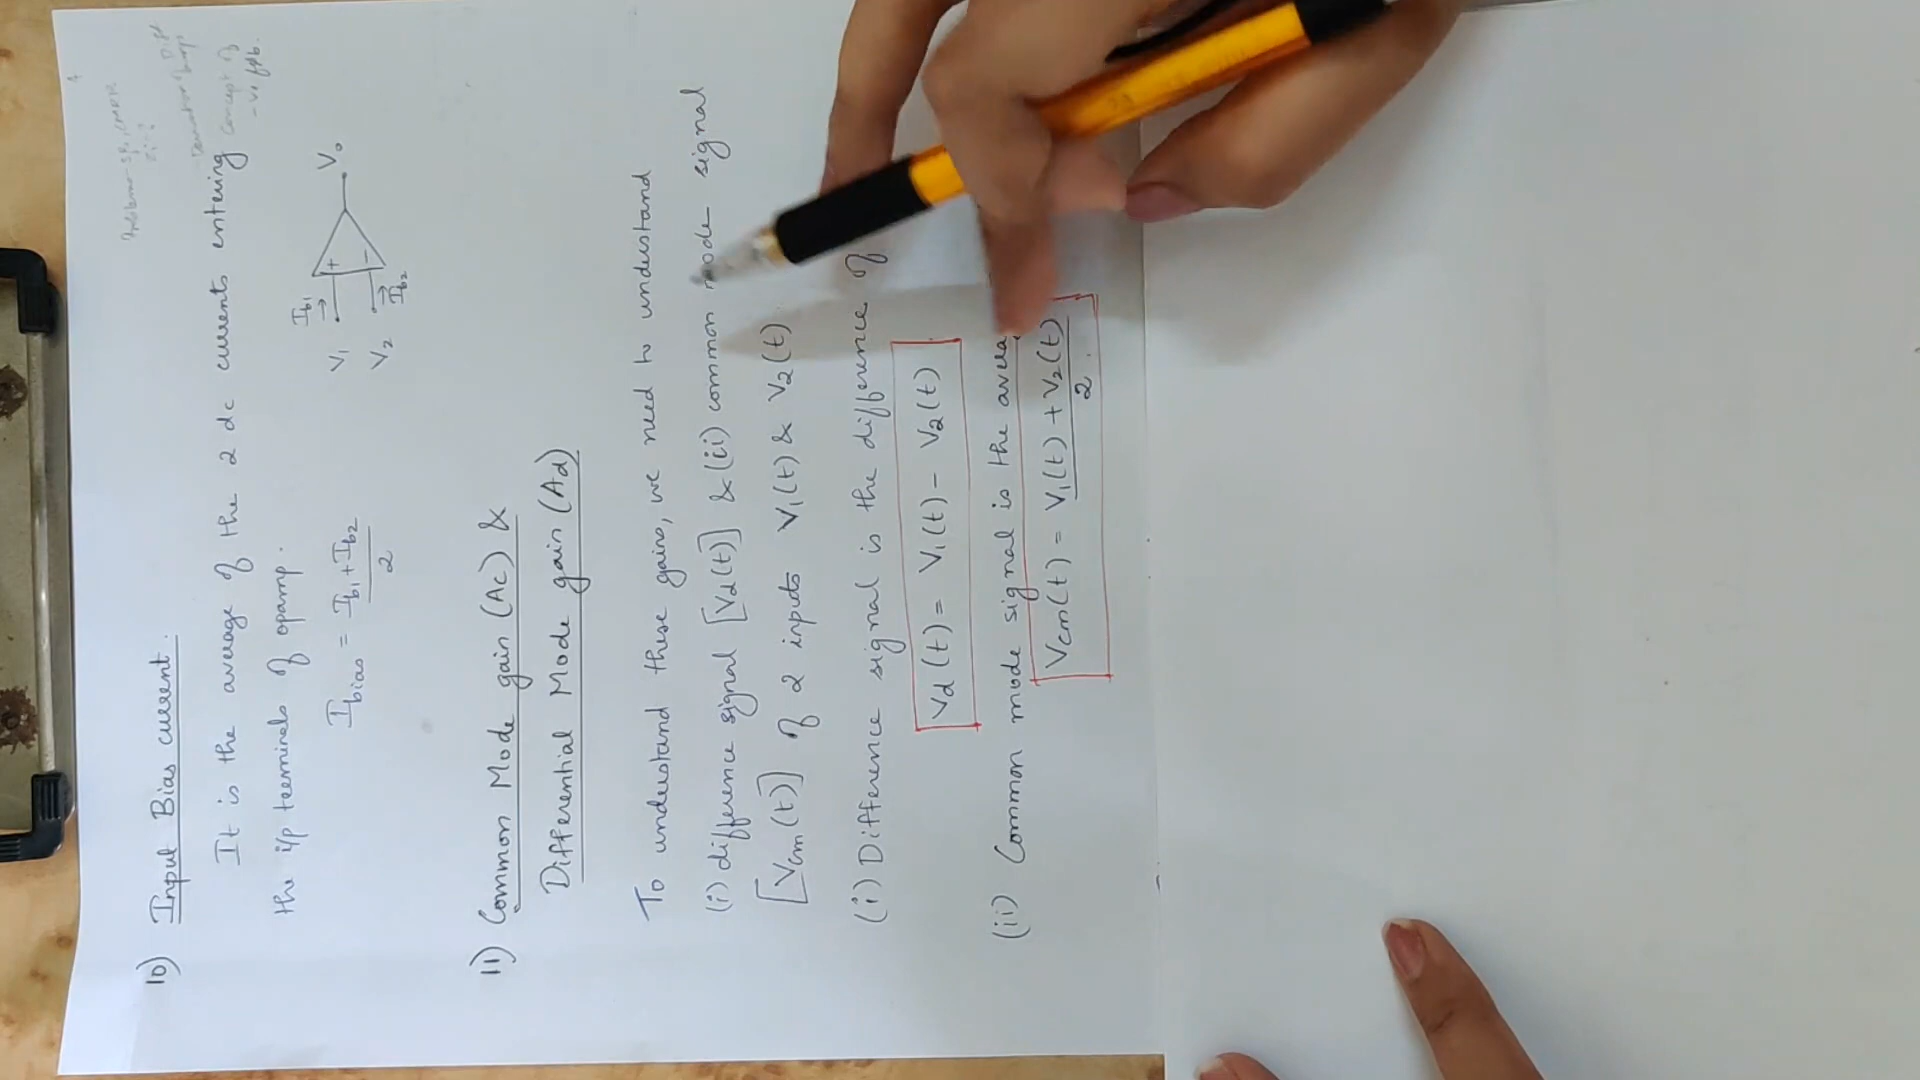 4
10) Input Bias current.
It is the average of the 2 dc currents entering
the i/p terminals of opamp.
Ibias = Ib1 + Ib2
2
Ib1
V1
+
V2
-
Ib2
Vo
11) Common Mode gain (Ac) &
Differential Mode gain (Ad)
To understand these gains, we need to understand
(i) difference signal [Vd(t)] & (ii) common mode signal
[Vcm(t)] of 2 inputs V1(t) & V2(t).
(i) Difference signal is the difference of
Vd(t) = V1(t) - V2(t)
(ii) Common mode signal is the
Vcm(t) = V1(t) + V2(t)
2